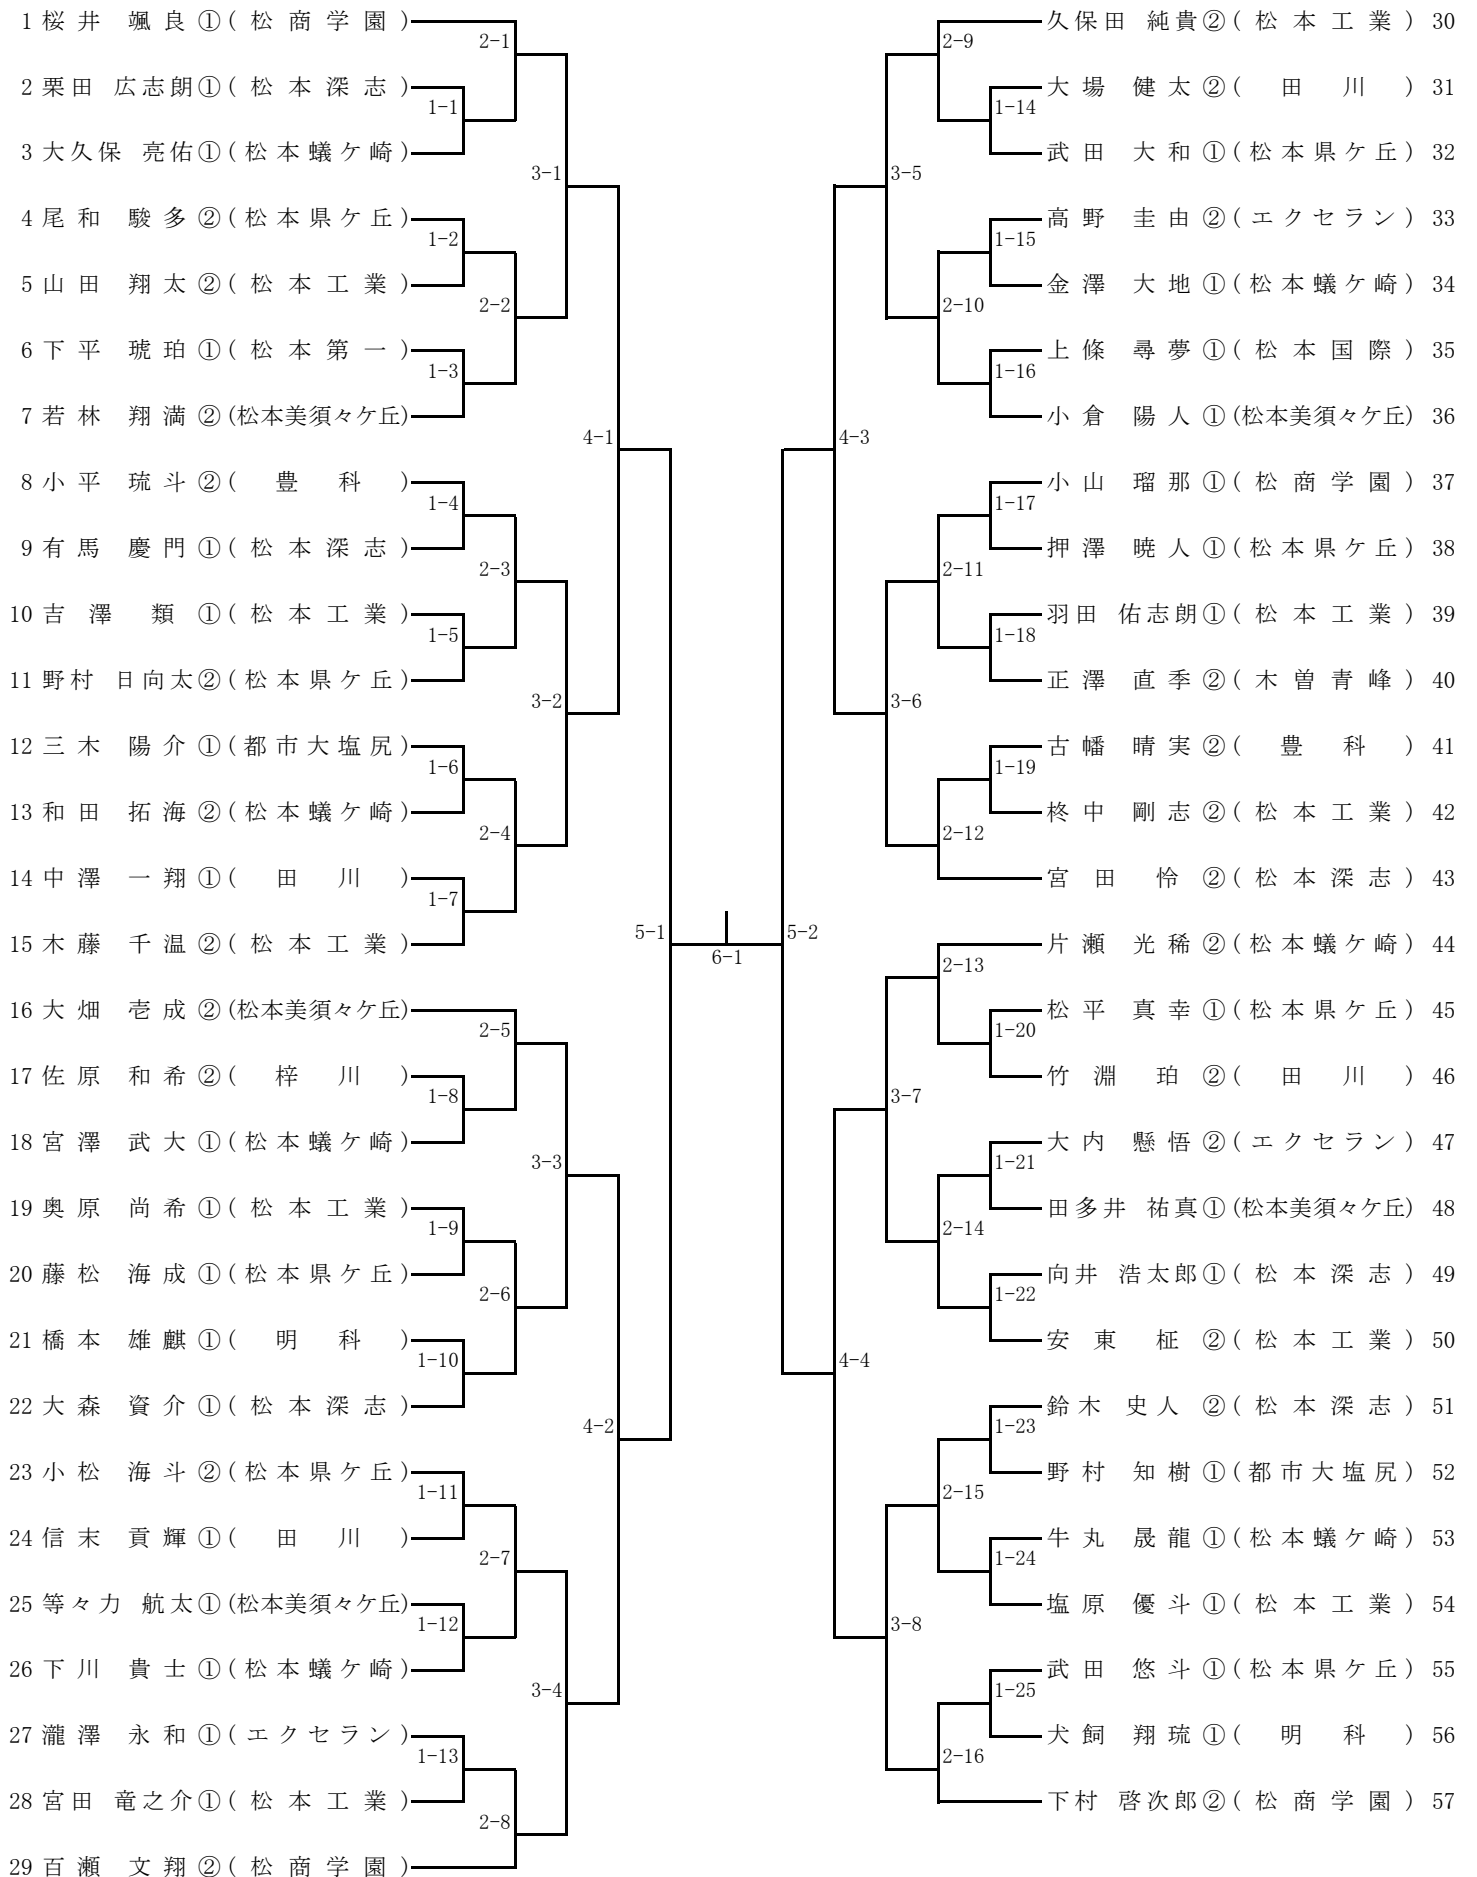 1 桜井 颯良 ①(松商学園)
2-1
2 栗田 広志朗①(松本深志)
1-1
3 大久保 亮佑①(松本蟻ケ崎)
3-1
4 尾和 駿多 ②(松本県ケ丘)
1-2
5 山田 翔太 ②(松本工業)
2-2
6 下平 琥珀 ①(松本第一)
1-3
7 若林 翔満 ②(松本美須々ケ丘)
4-1
8 小平 琉斗 ②(豊科)
1-4
9 有馬 慶門 ①(松本深志)
2-3
10 吉澤 類 ①(松本工業)
1-5
11 野村 日向太②(松本県ケ丘)
3-2
12 三木 陽介 ①(都市大塩尻)
1-6
13 和田 拓海 ②(松本蟻ケ崎)
2-4
14 中澤 一翔 ①(田川)
1-7
15 木藤 千温 ②(松本工業)
5-1
16 大畑 壱成 ②(松本美須々ケ丘)
2-5
17 佐原 和希 ②(梓川)
1-8
18 宮澤 武大 ①(松本蟻ケ崎)
3-3
19 奥原 尚希 ①(松本工業)
1-9
20 藤松 海成 ①(松本県ケ丘)
2-6
21 橋本 雄麒 ①(明科)
1-10
22 大森 資介 ①(松本深志)
4-2
23 小松 海斗 ②(松本県ケ丘)
1-11
24 信末 貢輝 ①(田川)
2-7
25 等々力 航太①(松本美須々ケ丘)
1-12
26 下川 貴士 ①(松本蟻ケ崎)
3-4
27 瀧澤 永和 ①(エクセラン)
1-13
28 宮田 竜之介①(松本工業)
2-8
29 百瀬 文翔 ②(松商学園)
6-1
久保田 純貴②(松本工業) 30
2-9
大場 健太 ②(田川) 31
1-14
武田 大和 ①(松本県ケ丘) 32
3-5
高野 圭由 ②(エクセラン) 33
1-15
金澤 大地 ①(松本蟻ケ崎) 34
2-10
上條 尋夢 ①(松本国際) 35
1-16
小倉 陽人 ①(松本美須々ケ丘) 36
4-3
小山 瑠那 ①(松商学園) 37
1-17
押澤 暁人 ①(松本県ケ丘) 38
2-11
羽田 佑志朗①(松本工業) 39
1-18
正澤 直季 ②(木曽青峰) 40
3-6
古幡 晴実 ②(豊科) 41
1-19
柊中 剛志 ②(松本工業) 42
2-12
宮田 怜 ②(松本深志) 43
5-2
片瀬 光稀 ②(松本蟻ケ崎) 44
2-13
松平 真幸 ①(松本県ケ丘) 45
1-20
竹淵 珀 ②(田川) 46
3-7
大内 懸悟 ②(エクセラン) 47
1-21
田多井 祐真①(松本美須々ケ丘) 48
2-14
向井 浩太郎①(松本深志) 49
1-22
安東 柾 ②(松本工業) 50
4-4
鈴木 史人 ②(松本深志) 51
1-23
野村 知樹 ①(都市大塩尻) 52
2-15
牛丸 晟龍 ①(松本蟻ケ崎) 53
1-24
塩原 優斗 ①(松本工業) 54
3-8
武田 悠斗 ①(松本県ケ丘) 55
1-25
犬飼 翔琉 ①(明科) 56
2-16
下村 啓次郎②(松商学園) 57